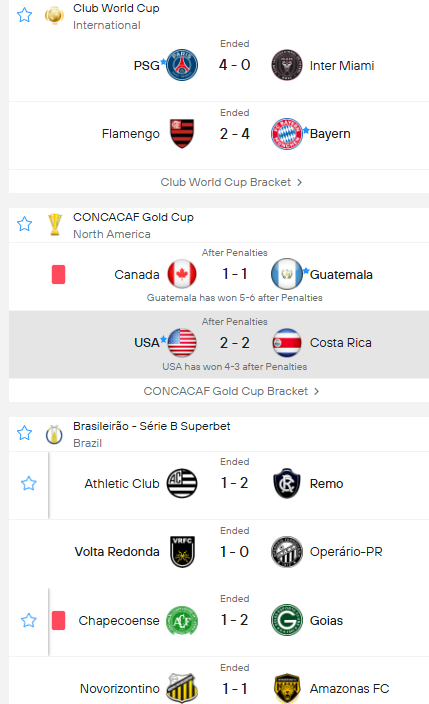 Club World Cup
International
Ended
PSG 4 - 0 Inter Miami
Ended
Flamengo 2 - 4 Bayern
Club World Cup Bracket >
CONCACAF Gold Cup
North America
After Penalties
Canada 1 - 1 Guatemala
Guatemala has won 5-6 after Penalties
After Penalties
USA 2 - 2 Costa Rica
USA has won 4-3 after Penalties
CONCACAF Gold Cup Bracket >
Brasileirão - Série B Superbet
Brazil
Ended
Athletic Club 1 - 2 Remo
Ended
Volta Redonda VRFC 1 - 0 Operário-PR
Ended
Chapecoense 1 - 2 Goias
Ended
Novorizontino 1 - 1 Amazonas FC